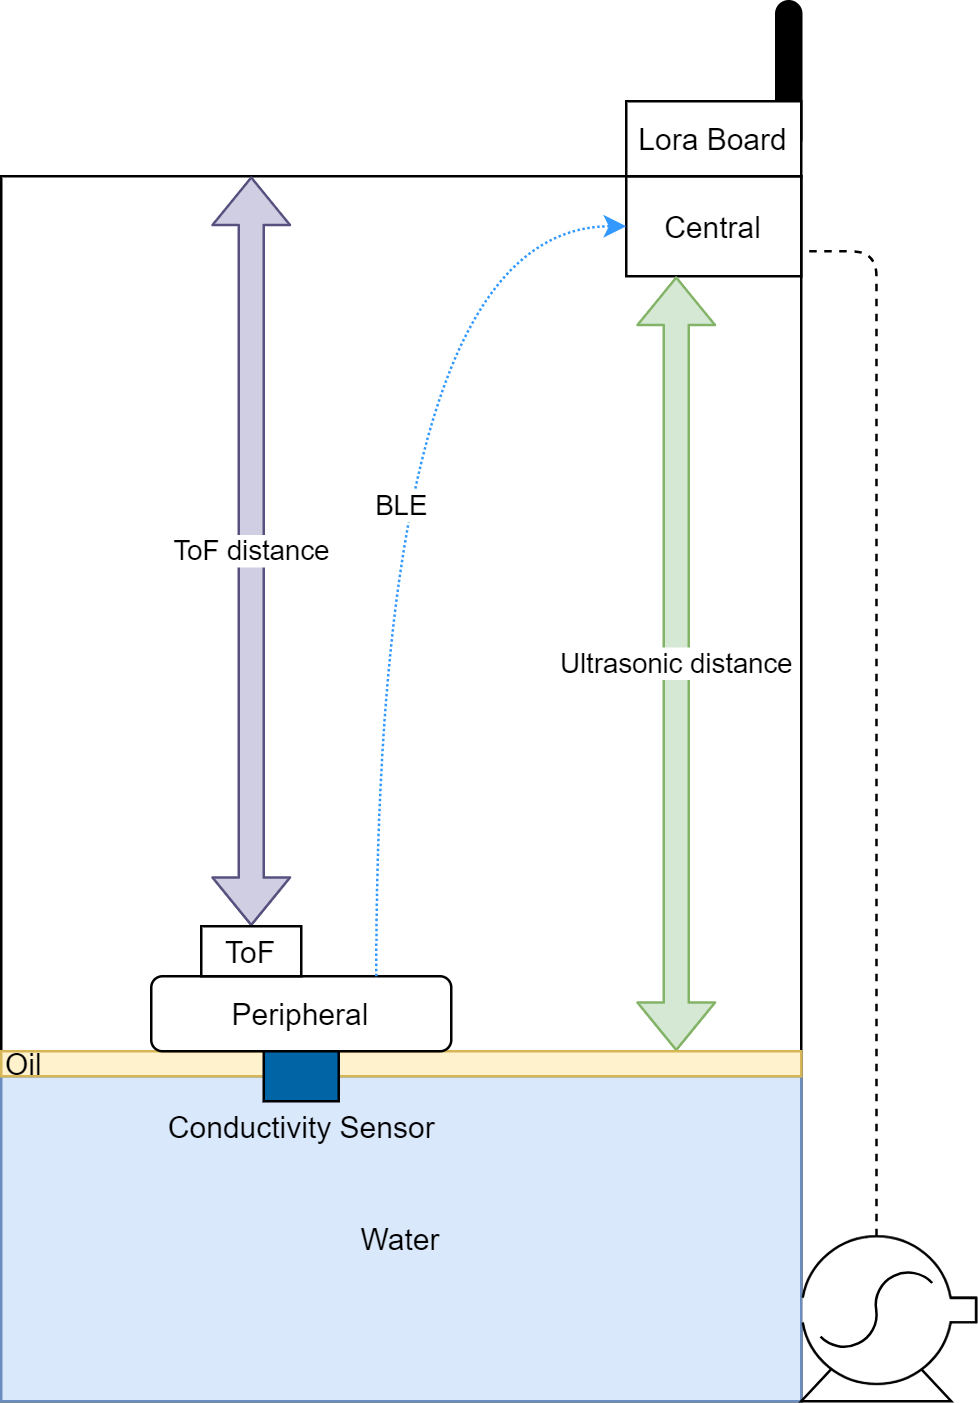 Lora Board
Central
BLE
ToF distance
Ultrasonic distance
ToF
Peripheral
Oil
Conductivity Sensor
Water